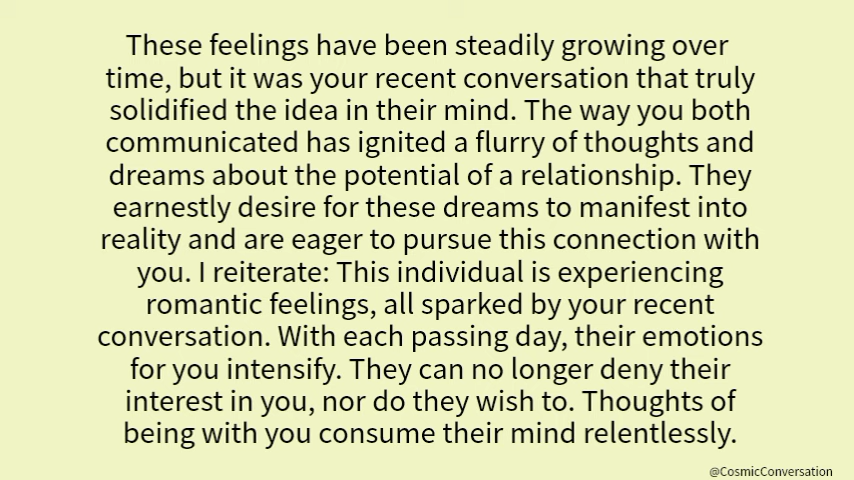 These feelings have been steadily growing over
time, but it was your recent conversation that truly
solidified the idea in their mind. The way you both
communicated has ignited a flurry of thoughts and
dreams about the potential of a relationship. They
earnestly desire for these dreams to manifest into
reality and are eager to pursue this connection with
you. I reiterate: This individual is experiencing
romantic feelings, all sparked by your recent
conversation. With each passing day, their emotions
for you intensify. They can no longer deny their
interest in you, nor do they wish to. Thoughts of
being with you consume their mind relentlessly.
@CosmicConversation